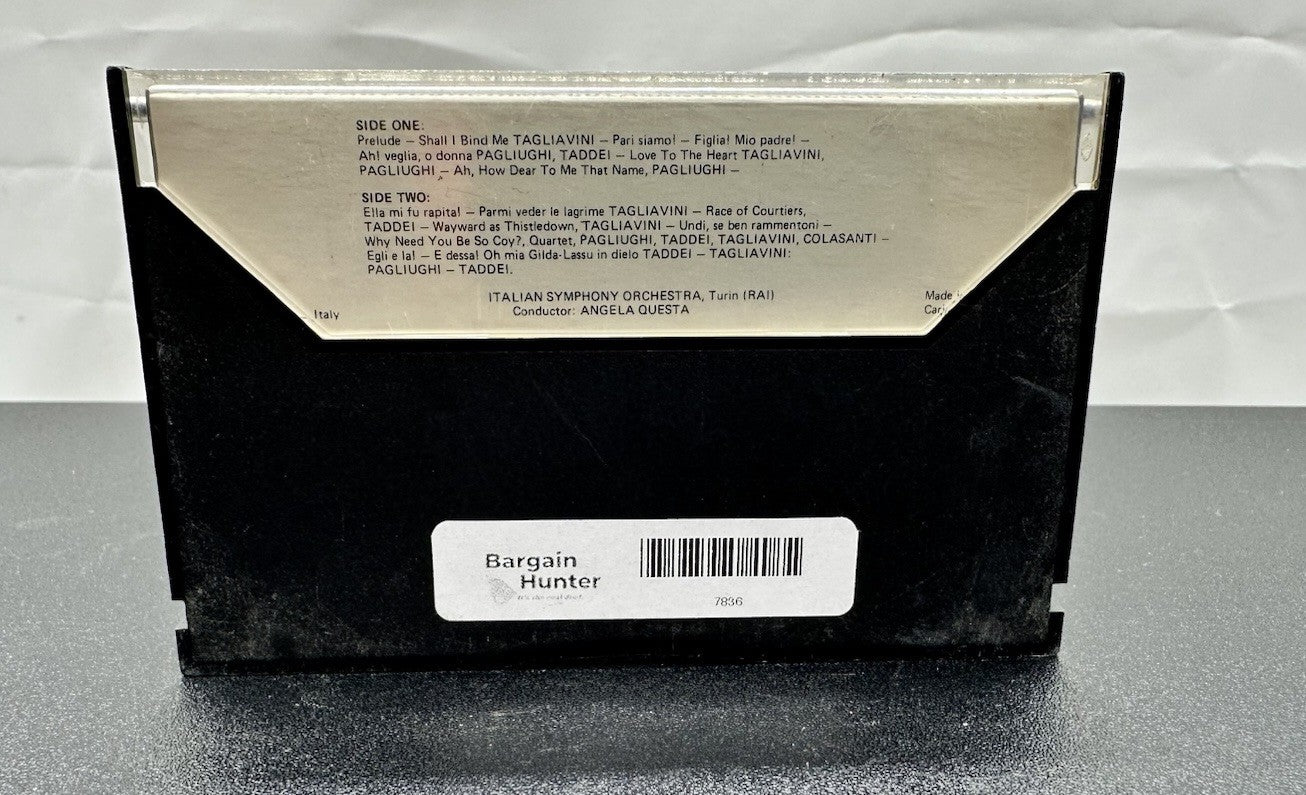 SIDE ONE:
Prelude – Shall I Bind Me TAGLIAVINI – Pari siamo! – Figlia! Mio padre! –
Ah! veglia, o donna PAGLIUGHI, TADDEI – Love To The Heart TAGLIAVINI,
PAGLIUGHI – Ah, How Dear To Me That Name, PAGLIUGHI –
SIDE TWO:
Ella mi fu rapita! – Parmi veder le lagrime TAGLIAVINI – Race of Courtiers,
TADDEI – Wayward as Thistledown, TAGLIAVINI – Undi, se ben rammentoni –
Why Need You Be So Coy?, Quartet, PAGLIUGHI, TADDEI, TAGLIAVINI, COLASANTI –
Egli e la! – E dessa! Oh mia Gilda-Lassu in dielo TADDEI – TAGLIAVINI:
PAGLIUGHI – TADDEI.
ITALIAN SYMPHONY ORCHESTRA, Turin (RAI)
Conductor: ANGELA QUESTA
Italy
Made
Bargain
Hunter
7836